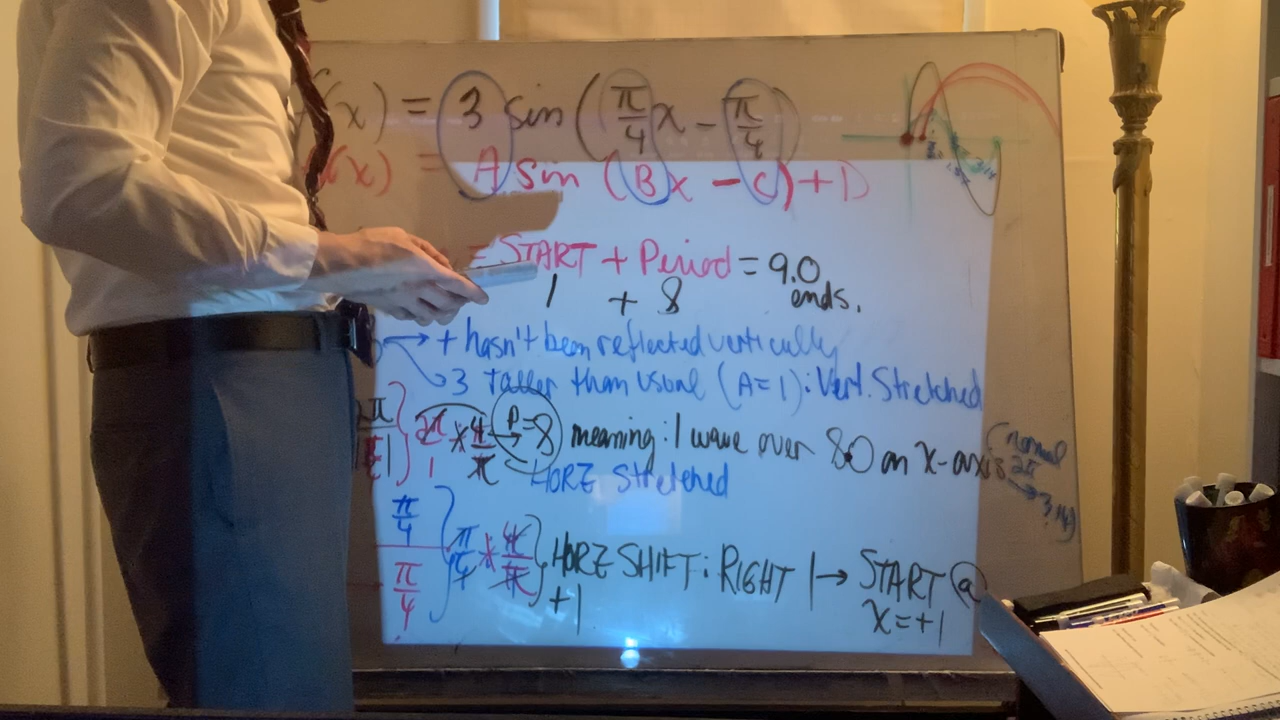 (x) = 3 sin (π/4 x - π/4)
(x) = A sin (Bx - C) + D
= START + Period = 9.0
1 + 8 ends.
→ + hasn't been reflected vertically
→ 3 Taller than usual (A=1): Vert. Stretched
2π/|π/4| } 2π/1 * 4/π P=8 meaning: 1 wave over 8.0 on x-axis (normal 2π
HORZ Stretched
π/4 / π/4 } π/4 * 4/π } HORZ SHIFT: RIGHT 1 → START @
+1 x=+1